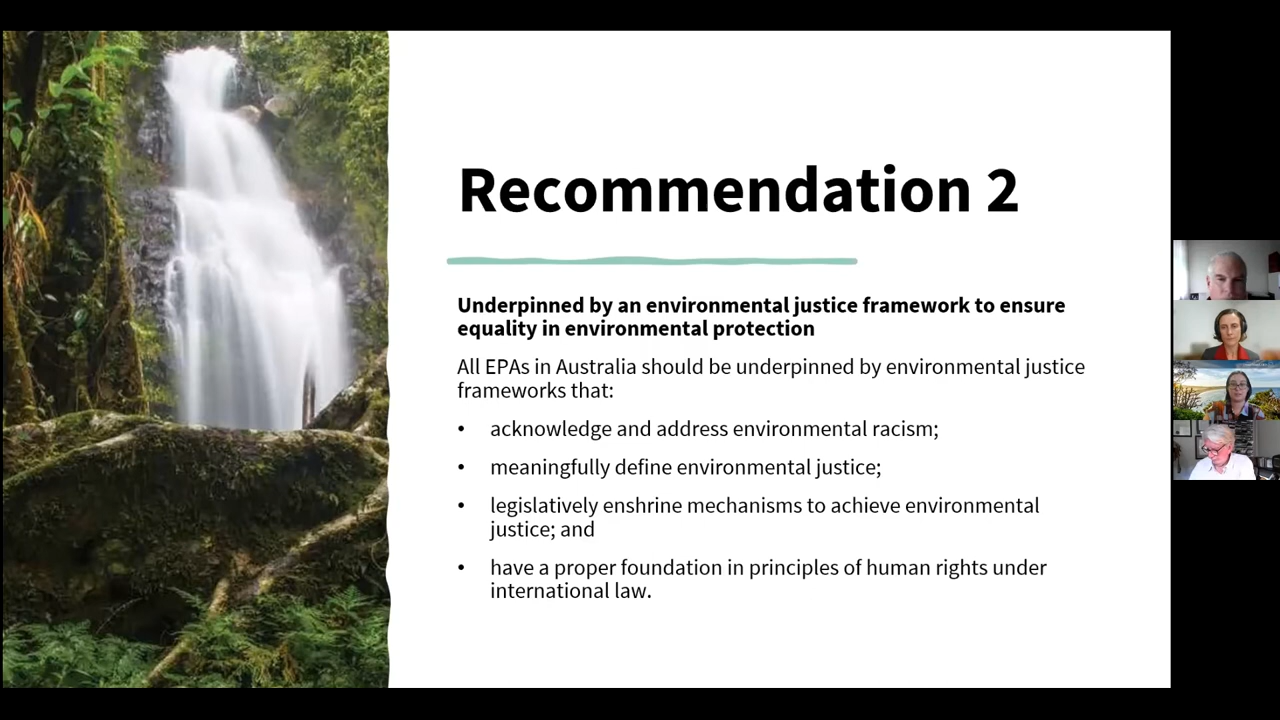 Recommendation 2
Underpinned by an environmental justice framework to ensure
equality in environmental protection
All EPAs in Australia should be underpinned by environmental justice
frameworks that:
• acknowledge and address environmental racism;
• meaningfully define environmental justice;
• legislatively enshrine mechanisms to achieve environmental
justice; and
• have a proper foundation in principles of human rights under
international law.